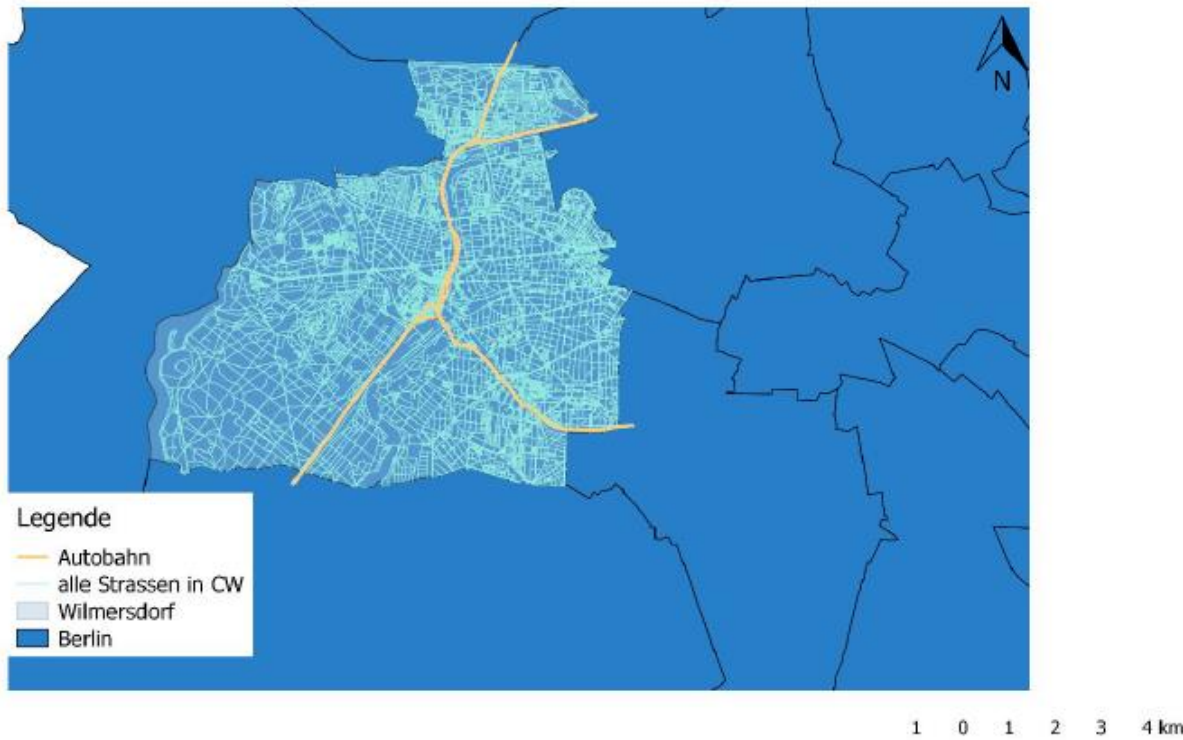 N
Legende
Autobahn
alle Strassen in CW
Wilmersdorf
Berlin
1 0 1 2 3 4 km